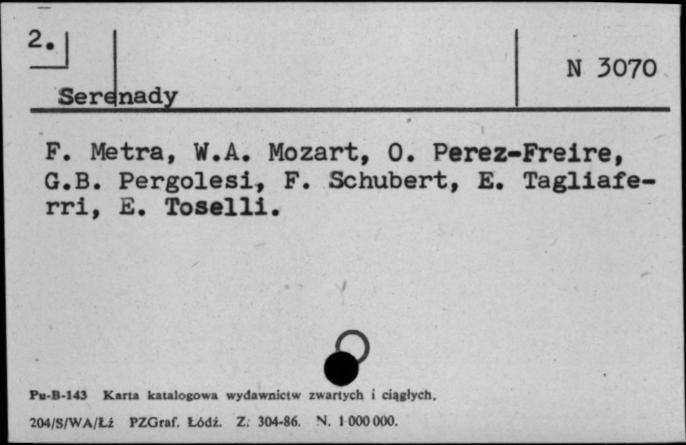 2.
N 3070
Serenady
F. Metra, W.A. Mozart, O. Perez-Freire,
G.B. Pergolesi, F. Schubert, E. Tagliafe-
rri, E. Toselli.
Pu-B-143 Karta katalogowa wydawnictw zwartych i ciągłych.
204/S/WA/Łź PZGraf. Łódź. Z. 304-86. N. 1 000 000.